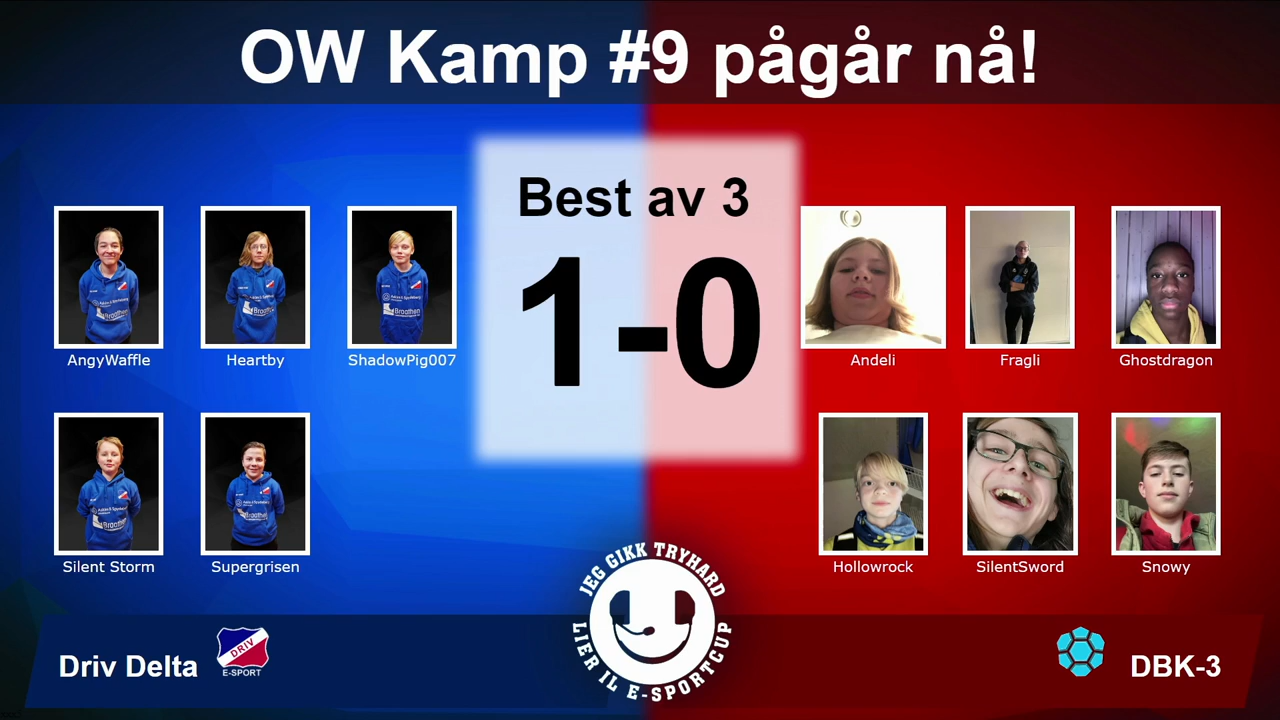 OW Kamp #9 pågår nå!
Best av 3
1-0
AngyWaffle
Heartby
ShadowPig007
Andeli
Fragli
Ghostdragon
Silent Storm
Supergrisen
Hollowrock
SilentSword
Snowy
JEG GIKK TRYHARD
LIER IL E-SPORTCUP
Driv Delta
DRIV
E-SPORT
DBK-3